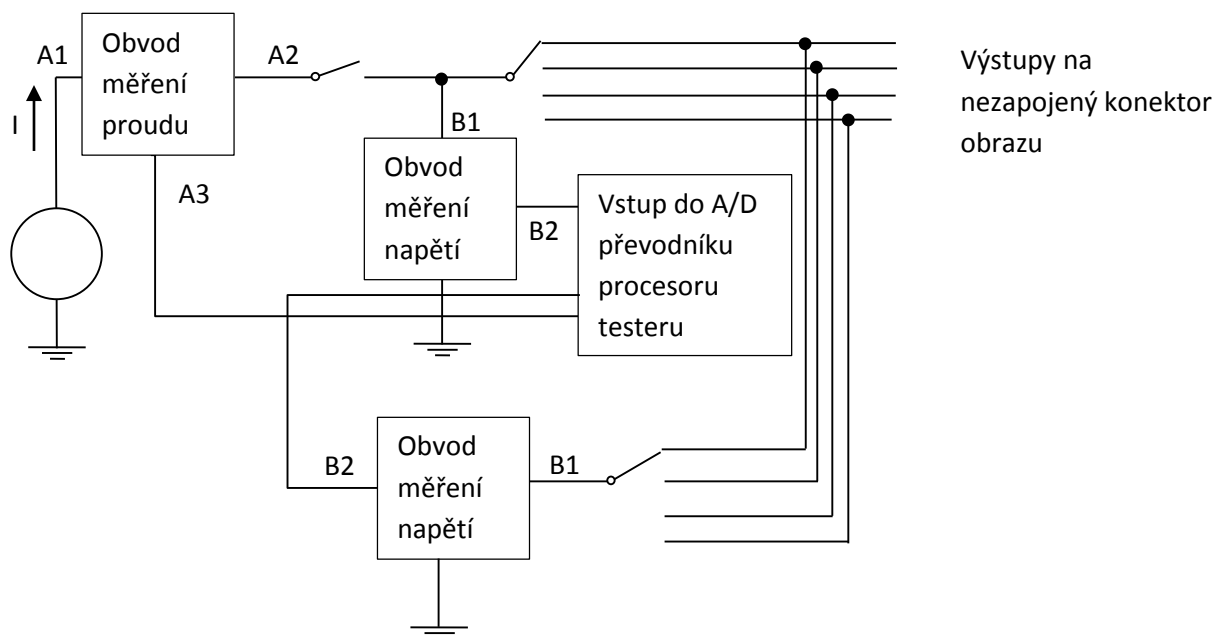 A1
I
Obvod
měření
proudu
A2
A3
B1
Obvod
měření
napětí
B2
Vstup do A/D
převodníku
procesoru
testeru
Výstupy na
nezapojený konektor
obrazu
B2
Obvod
měření
napětí
B1